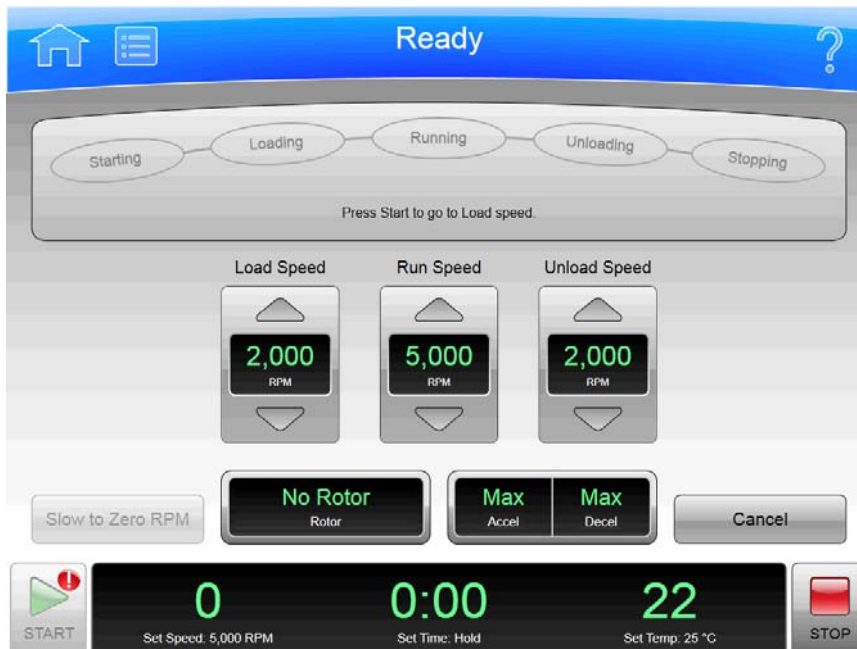 Ready
Starting
Loading
Running
Unloading
Stopping
Press Start to go to Load speed.
Load Speed
Run Speed
Unload Speed
2,000
RPM
5,000
RPM
2,000
RPM
Slow to Zero RPM
No Rotor
Rotor
Max
Accel
Max
Decel
Cancel
START
0
Set Speed: 5,000 RPM
0:00
Set Time: Hold
22
Set Temp: 25 °C
STOP